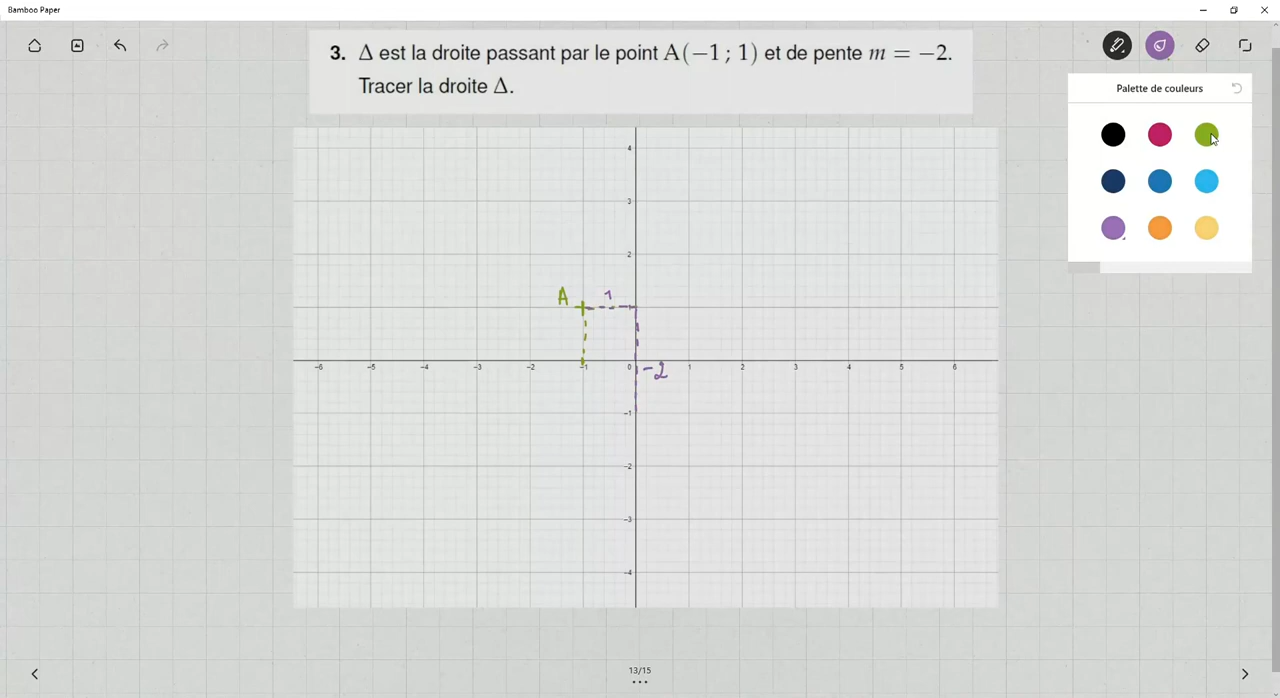 Bamboo Paper
3. Δ est la droite passant par le point A(−1 ; 1) et de pente m = −2.
Tracer la droite Δ.
Palette de couleurs
4
3
2
A 1
-6 -5 -4 -3 -2 -1 0 1 2 3 4 5 6
-2
-1
-2
-3
-4
13/15